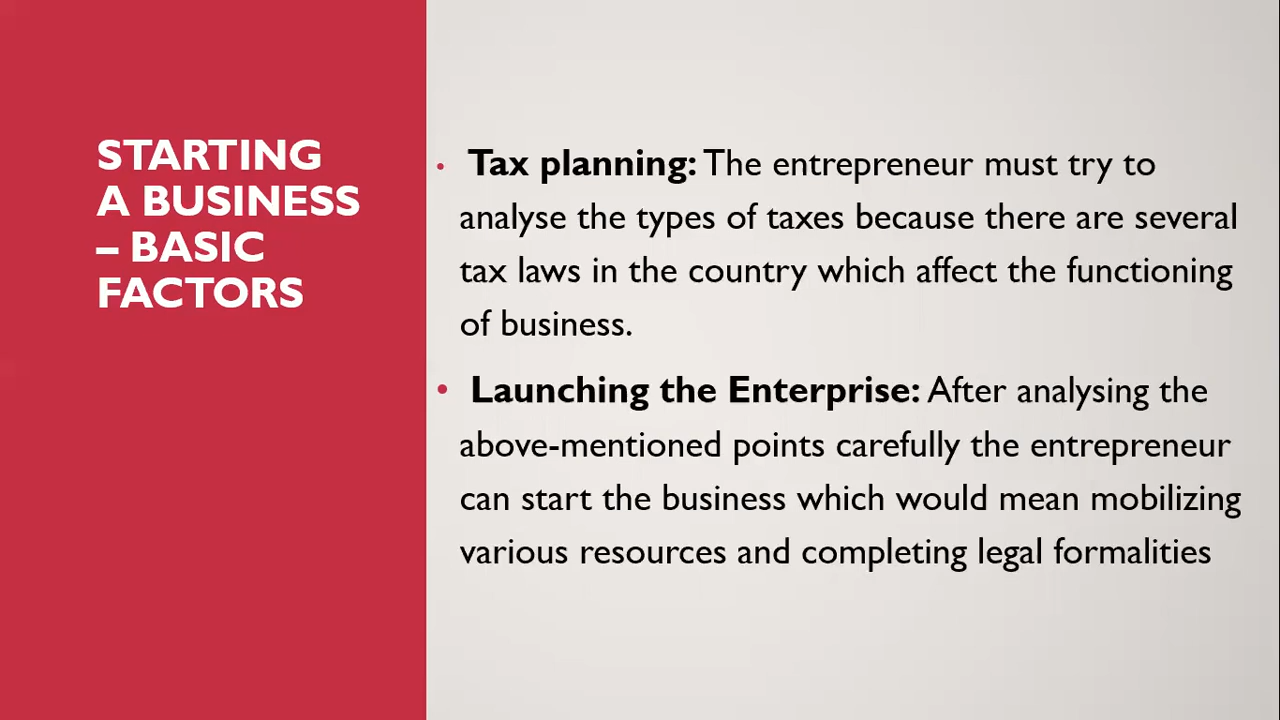 STARTING
A BUSINESS
– BASIC
FACTORS
• Tax planning: The entrepreneur must try to
analyse the types of taxes because there are several
tax laws in the country which affect the functioning
of business.
• Launching the Enterprise: After analysing the
above-mentioned points carefully the entrepreneur
can start the business which would mean mobilizing
various resources and completing legal formalities